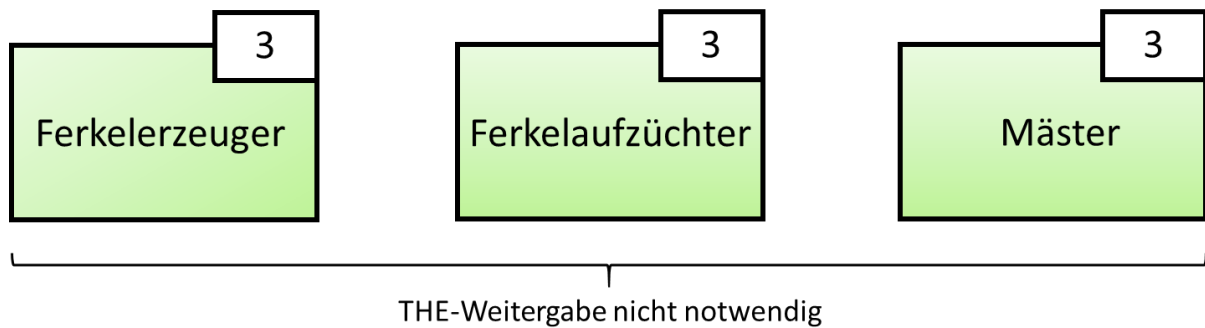 3
Ferkelerzeuger
3
Ferkelaufzüchter
3
Mäster
THE-Weitergabe nicht notwendig